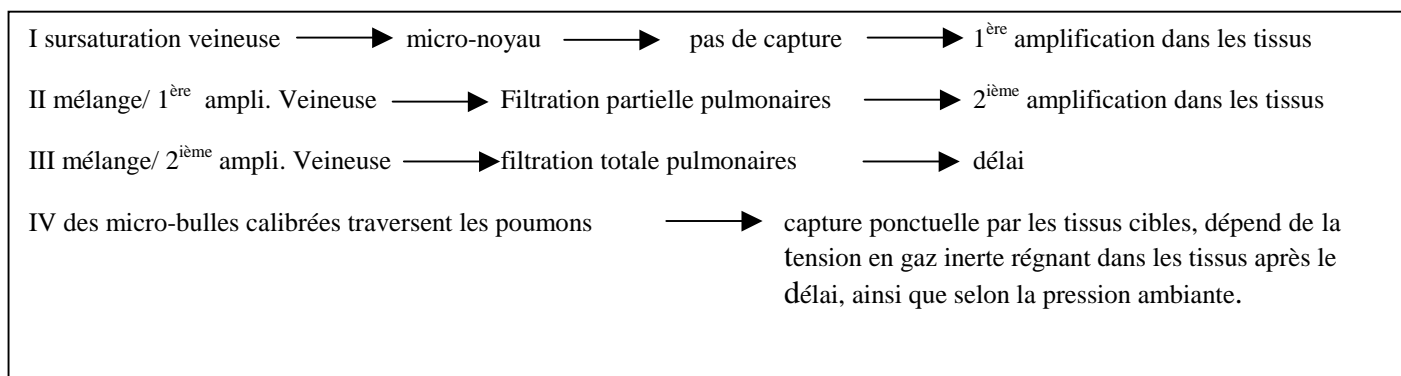 I sursaturation veineuse → micro-noyau → pas de capture → 1ère amplification dans les tissus
II mélange/ 1ère ampli. Veineuse → Filtration partielle pulmonaires → 2ième amplification dans les tissus
III mélange/ 2ième ampli. Veineuse → filtration totale pulmonaires → délai
IV des micro-bulles calibrées traversent les poumons → capture ponctuelle par les tissus cibles, dépend de la
tension en gaz inerte régnant dans les tissus après le
délai, ainsi que selon la pression ambiante.